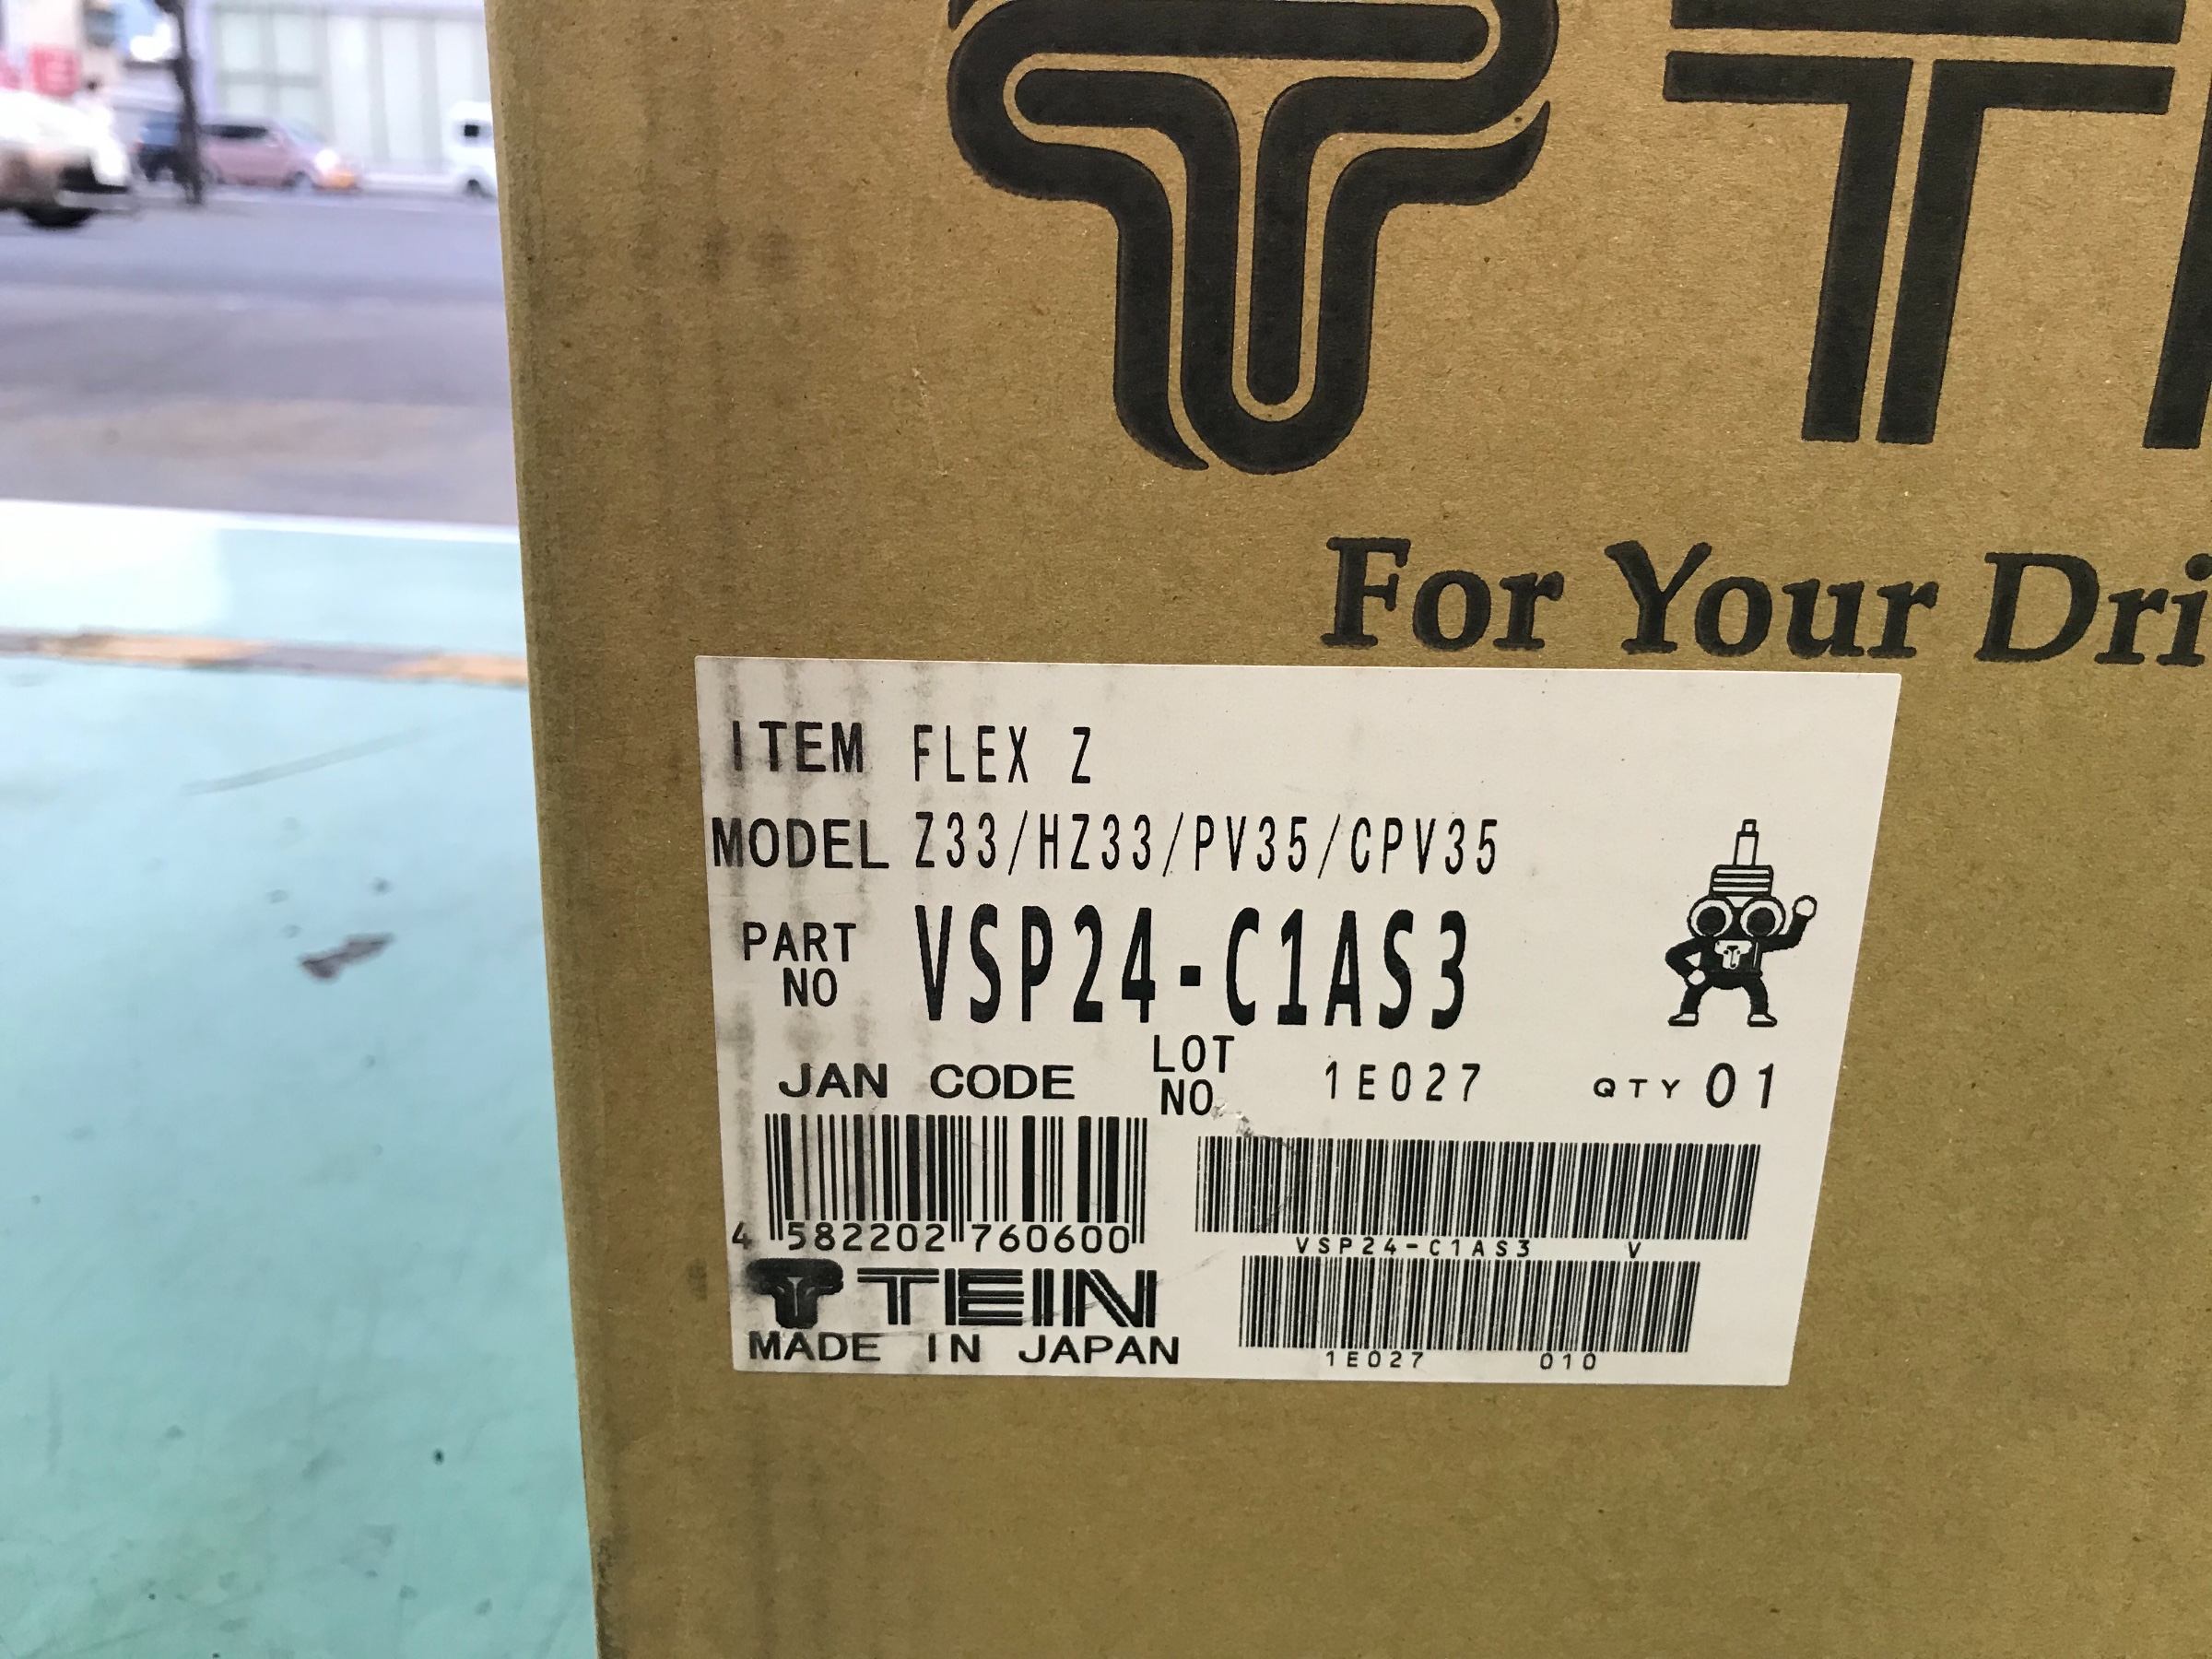 For Your Dri
ITEM FLEX Z
MODEL Z33/HZ33/PV35/CPV35
PART NO VSP24-C1AS3
JAN CODE LOT NO. 1E027 QTY 01
4 582202 760600
VSP24-C1AS3 V
1E027 010
TEIN
MADE IN JAPAN